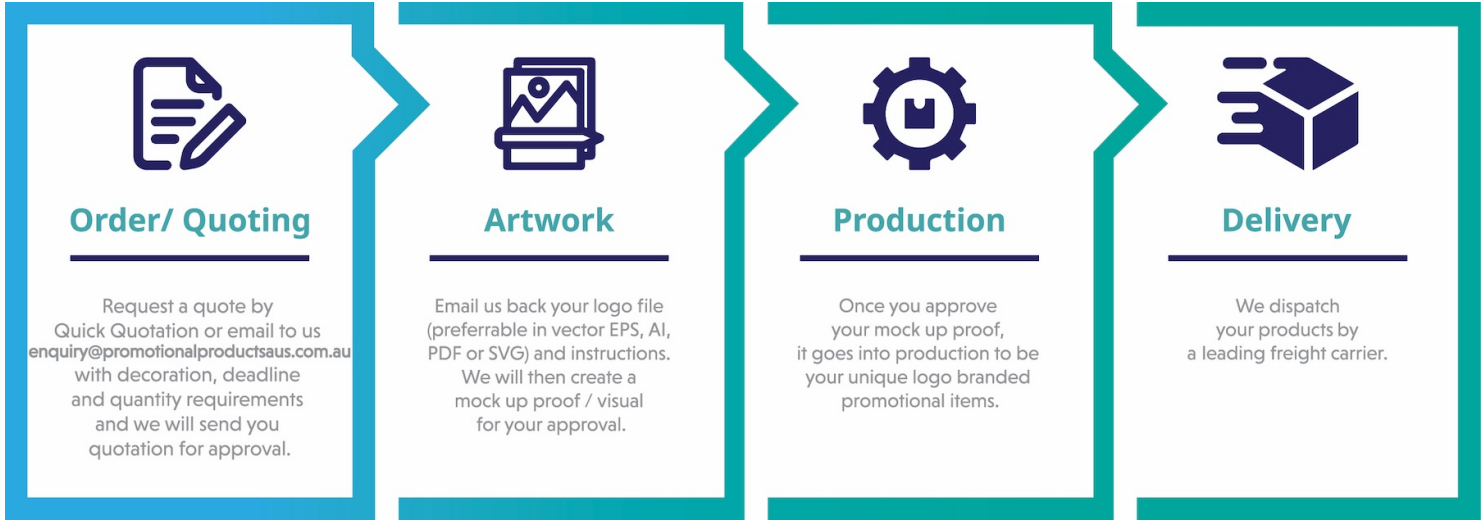 Order/ Quoting
Request a quote by
Quick Quotation or email to us
enquiry@promotionalproductsaus.com.au
with decoration, deadline
and quantity requirements
and we will send you
quotation for approval.
Artwork
Email us back your logo file
(preferrable in vector EPS, AI,
PDF or SVG) and instructions.
We will then create a
mock up proof / visual
for your approval.
Production
Once you approve
your mock up proof,
it goes into production to be
your unique logo branded
promotional items.
Delivery
We dispatch
your products by
a leading freight carrier.